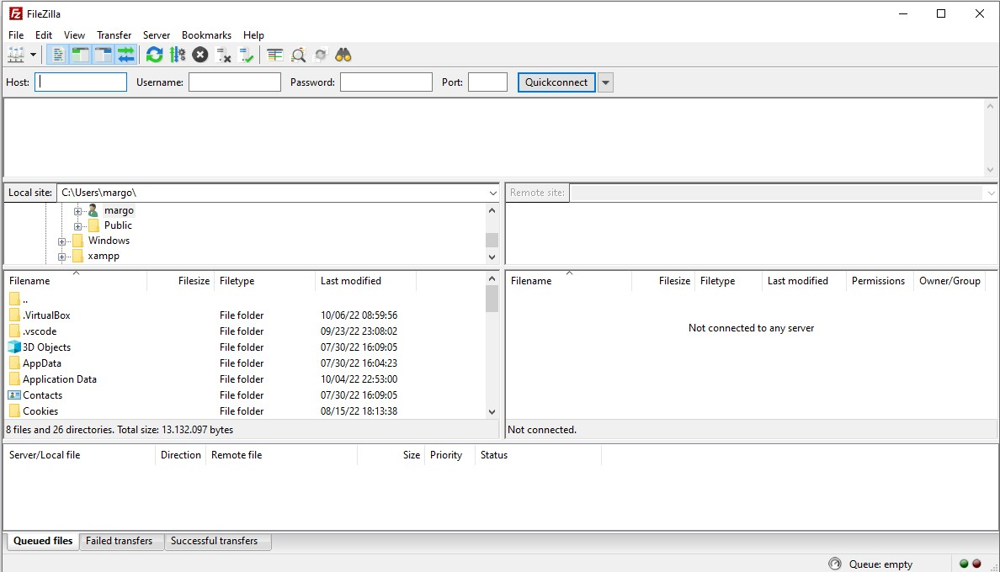 FileZilla
File Edit View Transfer Server Bookmarks Help
Host: Username: Password: Port: Quickconnect
Local site: C:\Users\margo\ Remote site:
margo
Public
Windows
xampp
Filename Filesize Filetype Last modified Filename Filesize Filetype Last modified Permissions Owner/Group
..
.VirtualBox File folder 10/06/22 08:59:56
.vscode File folder 09/23/22 23:08:02
3D Objects File folder 07/30/22 16:09:05
AppData File folder 07/30/22 16:04:23
Application Data File folder 10/04/22 22:53:00
Contacts File folder 07/30/22 16:09:05
Cookies File folder 08/15/22 18:13:38
Not connected to any server
8 files and 26 directories. Total size: 13.132.097 bytes Not connected.
Server/Local file Direction Remote file Size Priority Status
Queued files Failed transfers Successful transfers
Queue: empty